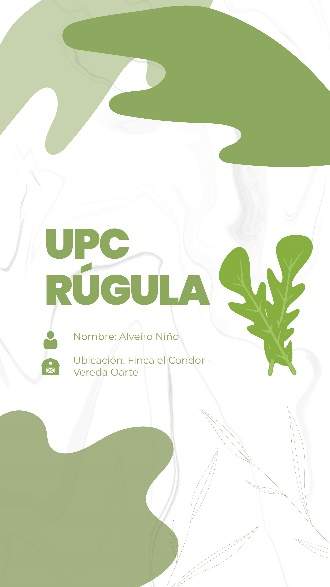 UPC
RÚGULA
Nombre: Alveiro Niño
Ubicación: Finca el Condor -
Vereda Oarte